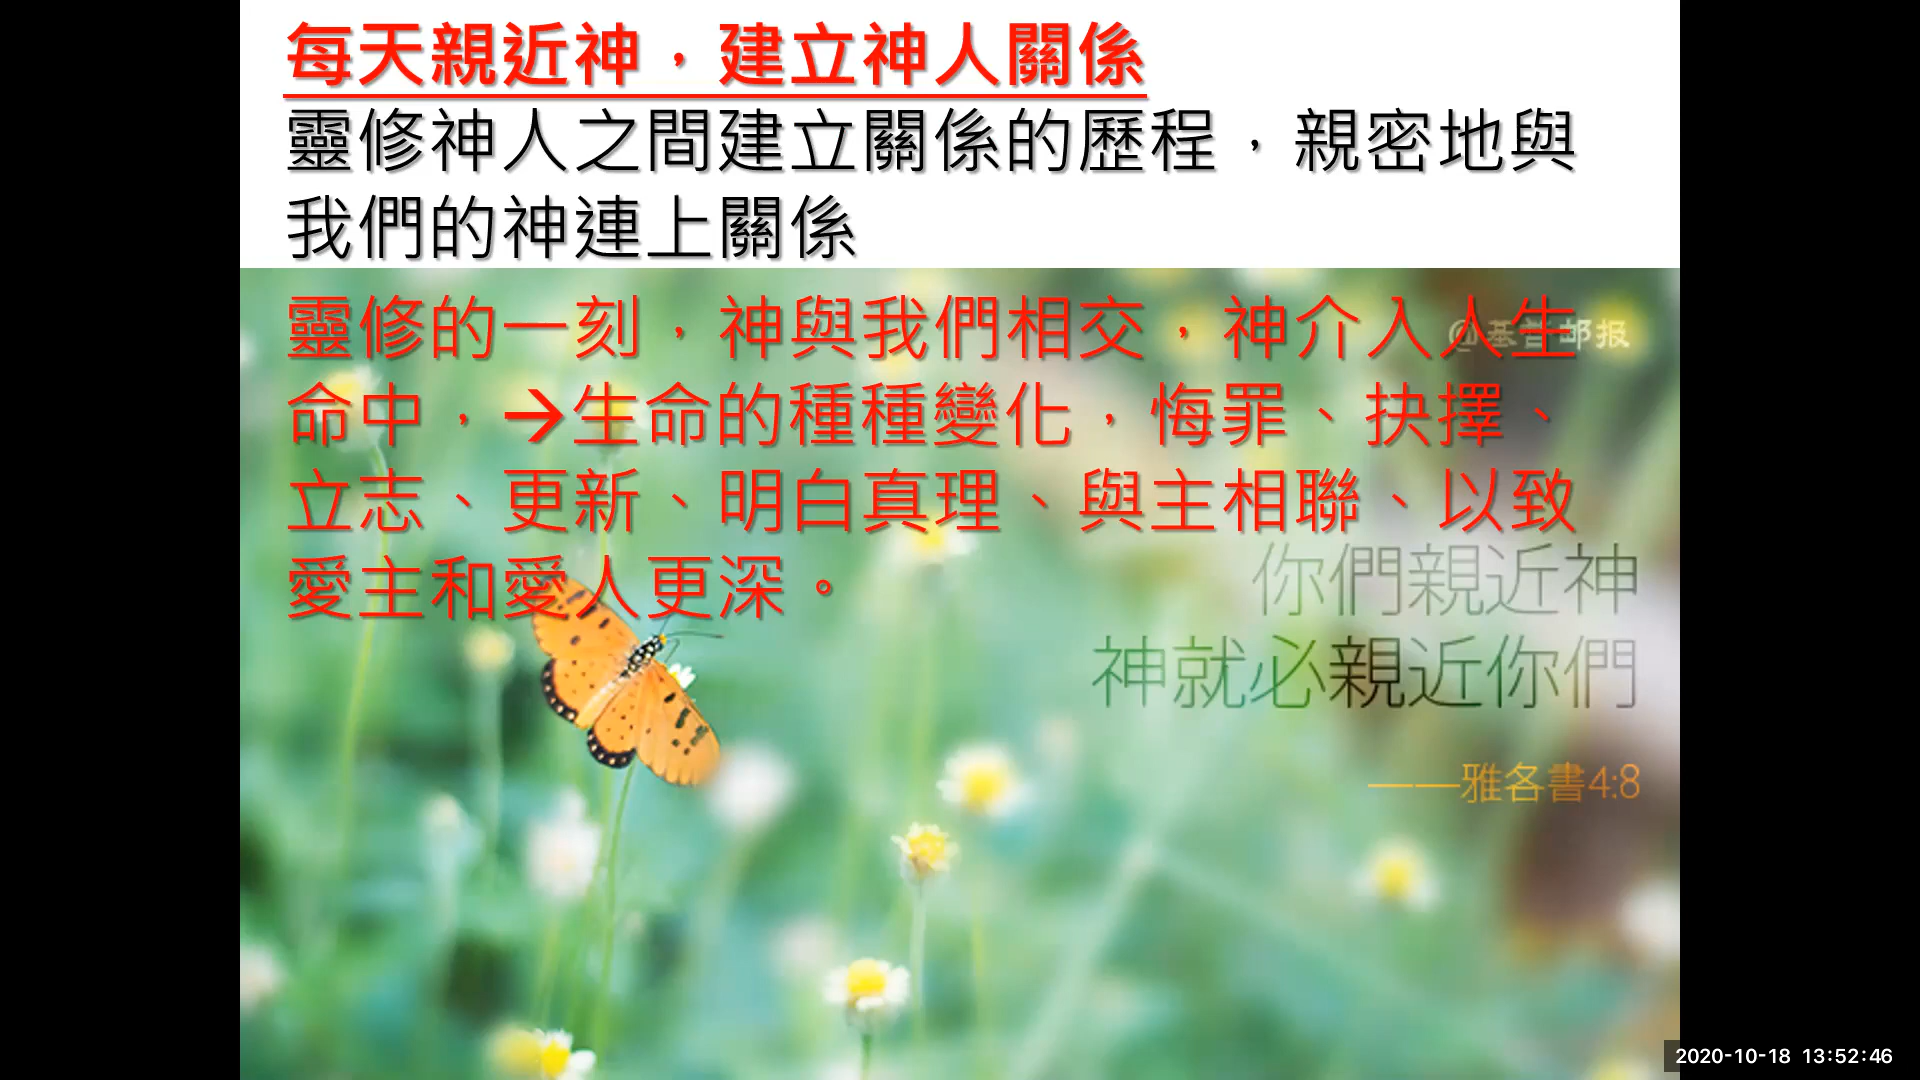 每天親近神，建立神人關係
靈修神人之間建立關係的歷程，親密地與
我們的神連上關係
靈修的一刻，神與我們相交，神介入人生
@基督邮报
命中，→生命的種種變化，悔罪、抉擇、
立志、更新、明白真理、與主相聯、以致
愛主和愛人更深。
你們親近神
神就必親近你們
——雅各書4:8
2020-10-18 13:52:46